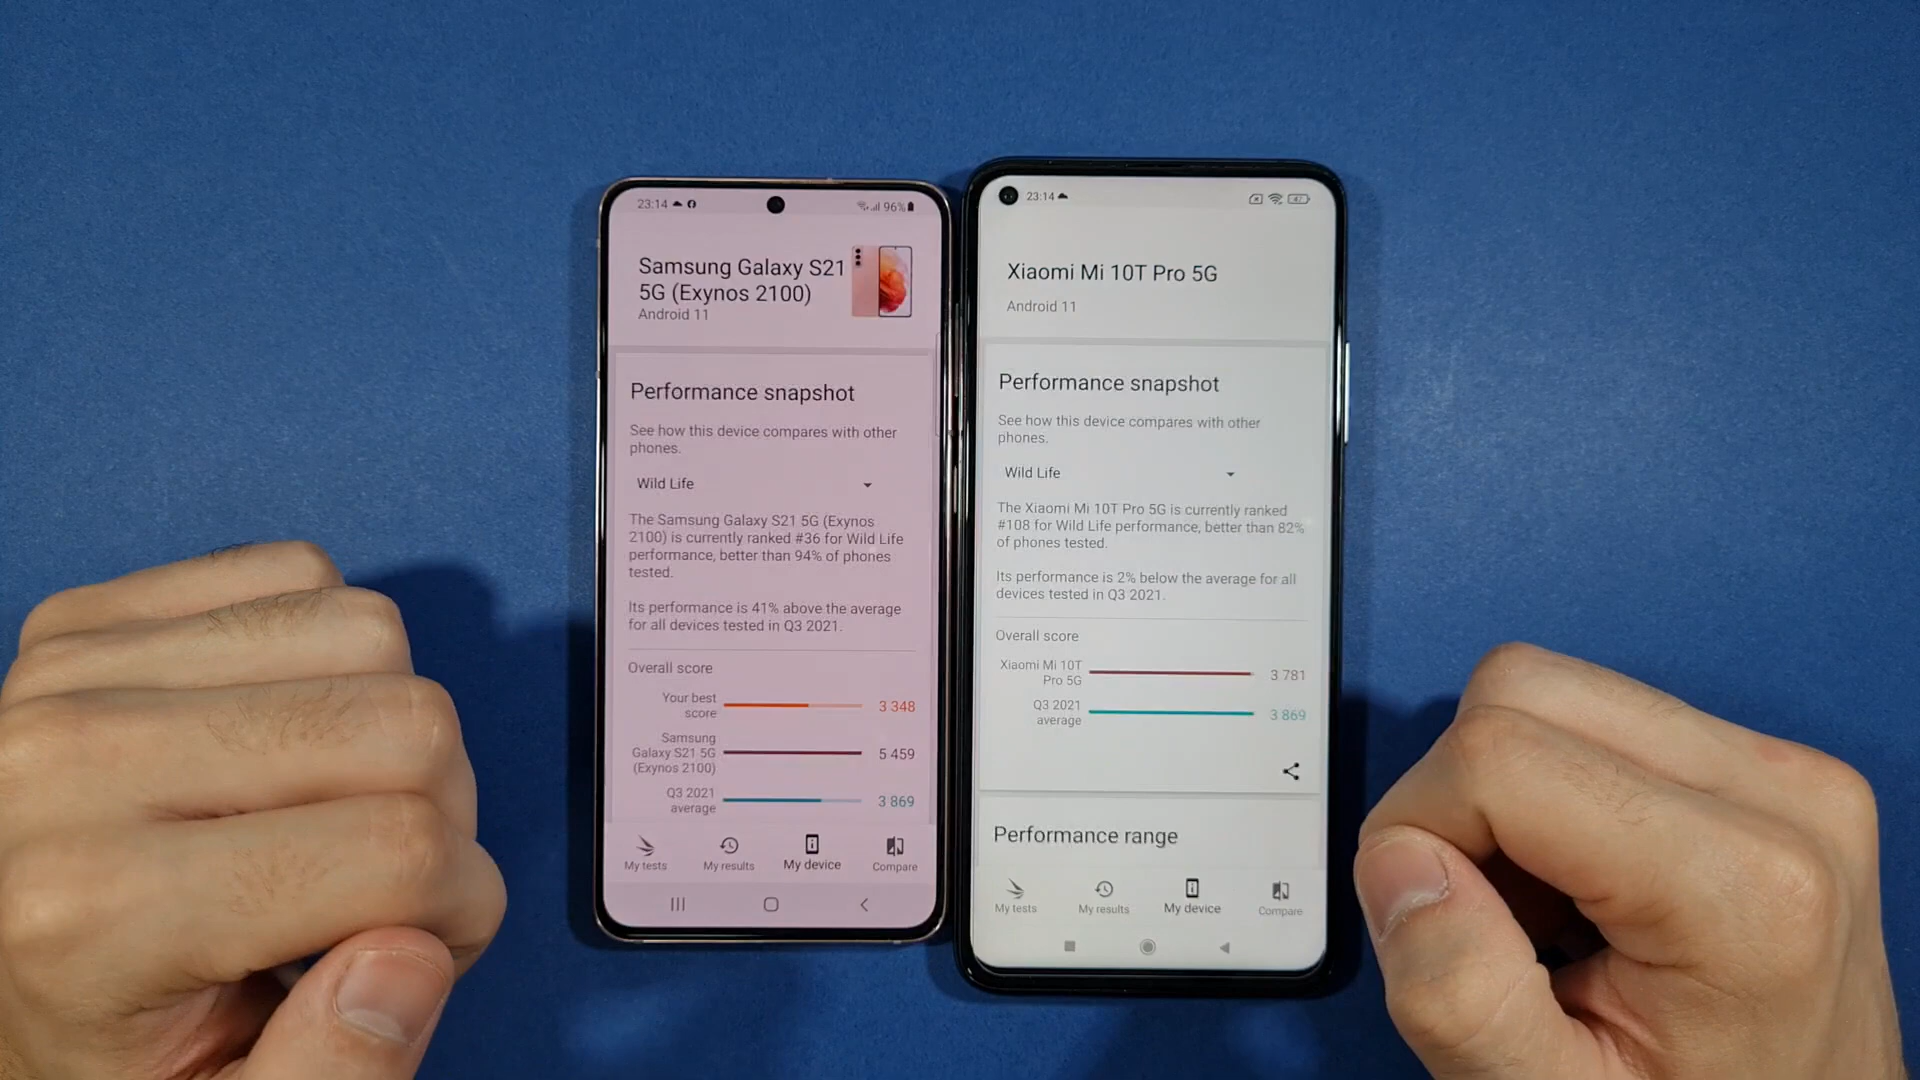 23:14
96%
Samsung Galaxy S21
5G (Exynos 2100)
Android 11
Performance snapshot
See how this device compares with other
phones.
Wild Life
The Samsung Galaxy S21 5G (Exynos
2100) is currently ranked #36 for Wild Life
performance, better than 94% of phones
tested.
Its performance is 41% above the average
for all devices tested in Q3 2021.
Overall score
Your best
score
3 348
Samsung
Galaxy S21 5G
(Exynos 2100)
5 459
Q3 2021
average
3 869
My tests
My results
My device
Compare
23:14
Xiaomi Mi 10T Pro 5G
Android 11
Performance snapshot
See how this device compares with other
phones.
Wild Life
The Xiaomi Mi 10T Pro 5G is currently ranked
#108 for Wild Life performance, better than 82%
of phones tested.
Its performance is 2% below the average for all
devices tested in Q3 2021.
Overall score
Xiaomi Mi 10T
Pro 5G
3 781
Q3 2021
average
3 869
Performance range
My tests
My results
My device
Compare